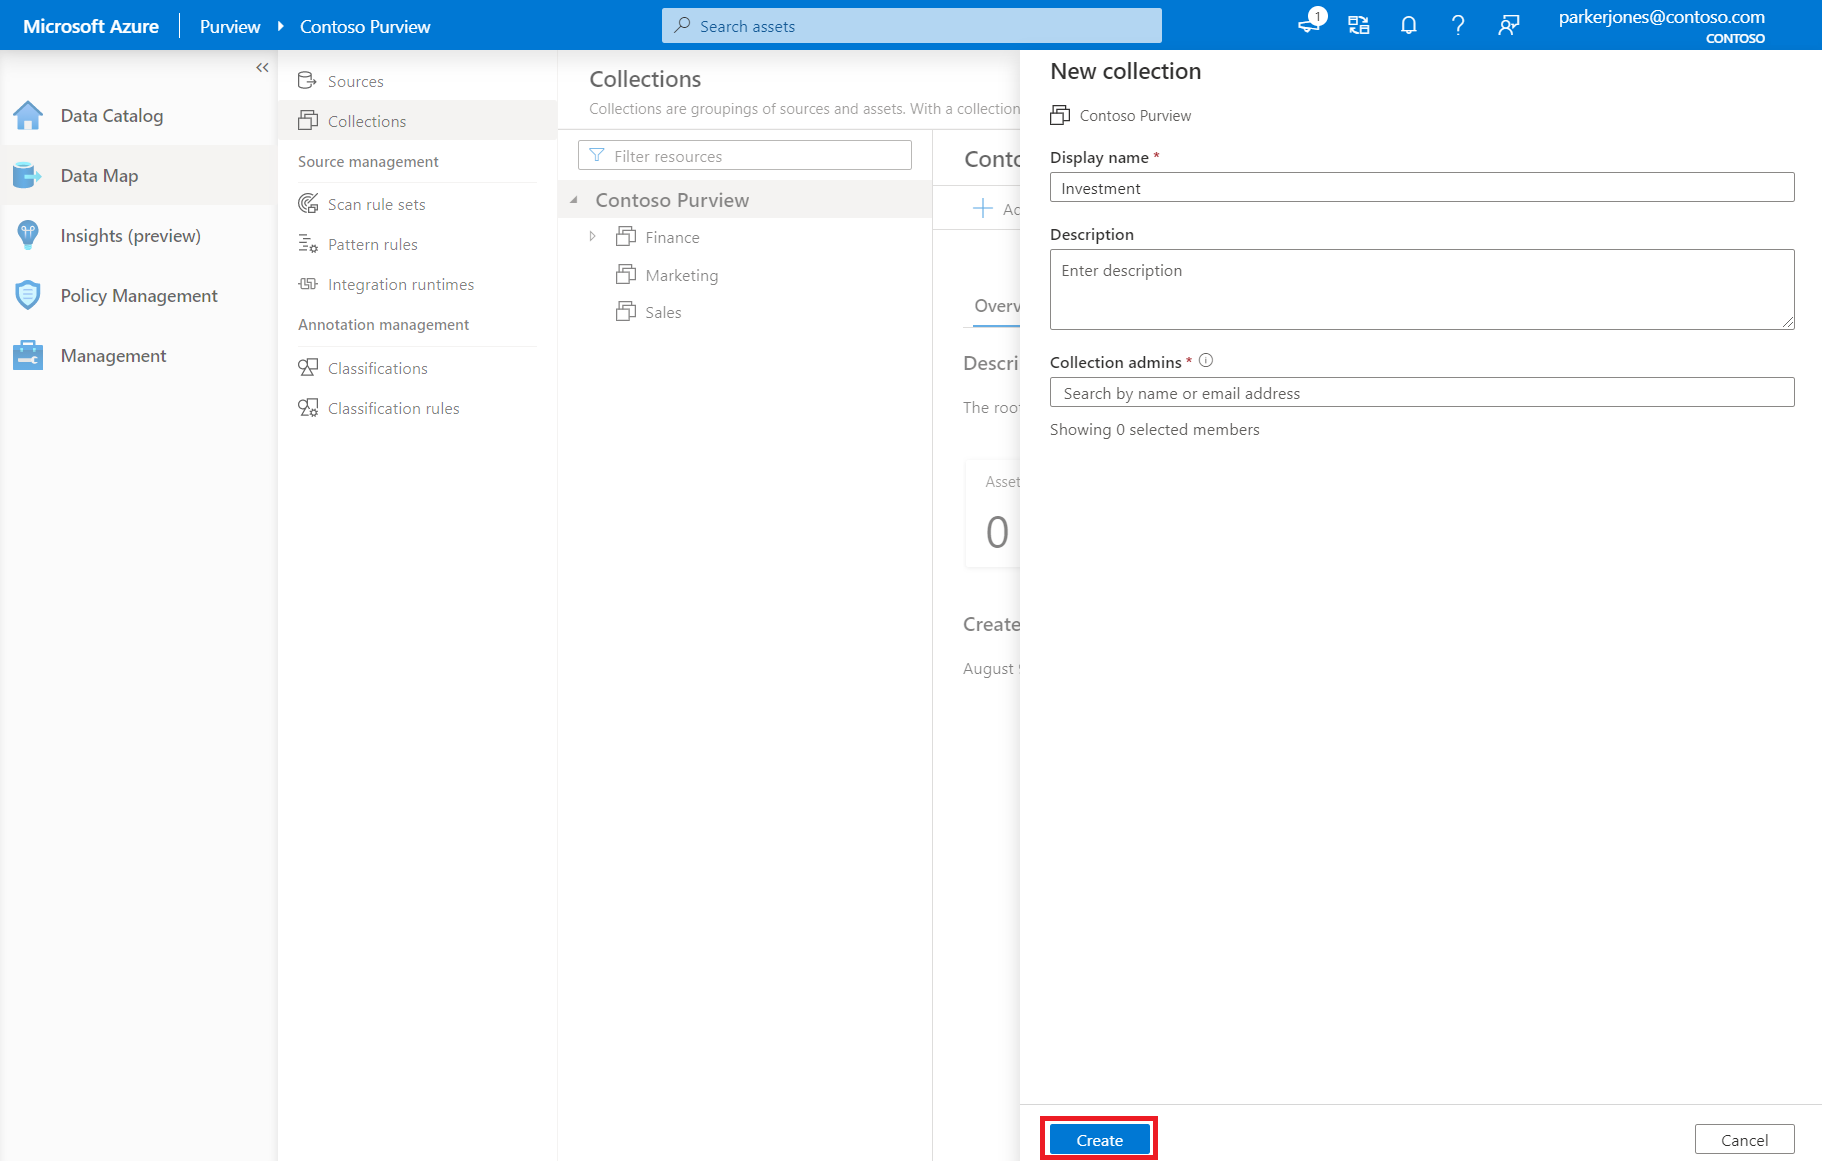 Microsoft Azure
Purview
Contoso Purview
Search assets
1
?
parkerjones@contoso.com
CONTOSO
Data Catalog
Data Map
Insights (preview)
Policy Management
Management
Sources
Collections
Source management
Scan rule sets
Pattern rules
Integration runtimes
Annotation management
Classifications
Classification rules
Collections
Collections are groupings of sources and assets. With a collection
Filter resources
Contoso Purview
Finance
Marketing
Sales
Conto
Ad
Overv
Descri
The root
Asset
0
Create
August 9
New collection
Contoso Purview
Display name *
Investment
Description
Enter description
Collection admins *
Search by name or email address
Showing 0 selected members
Create
Cancel